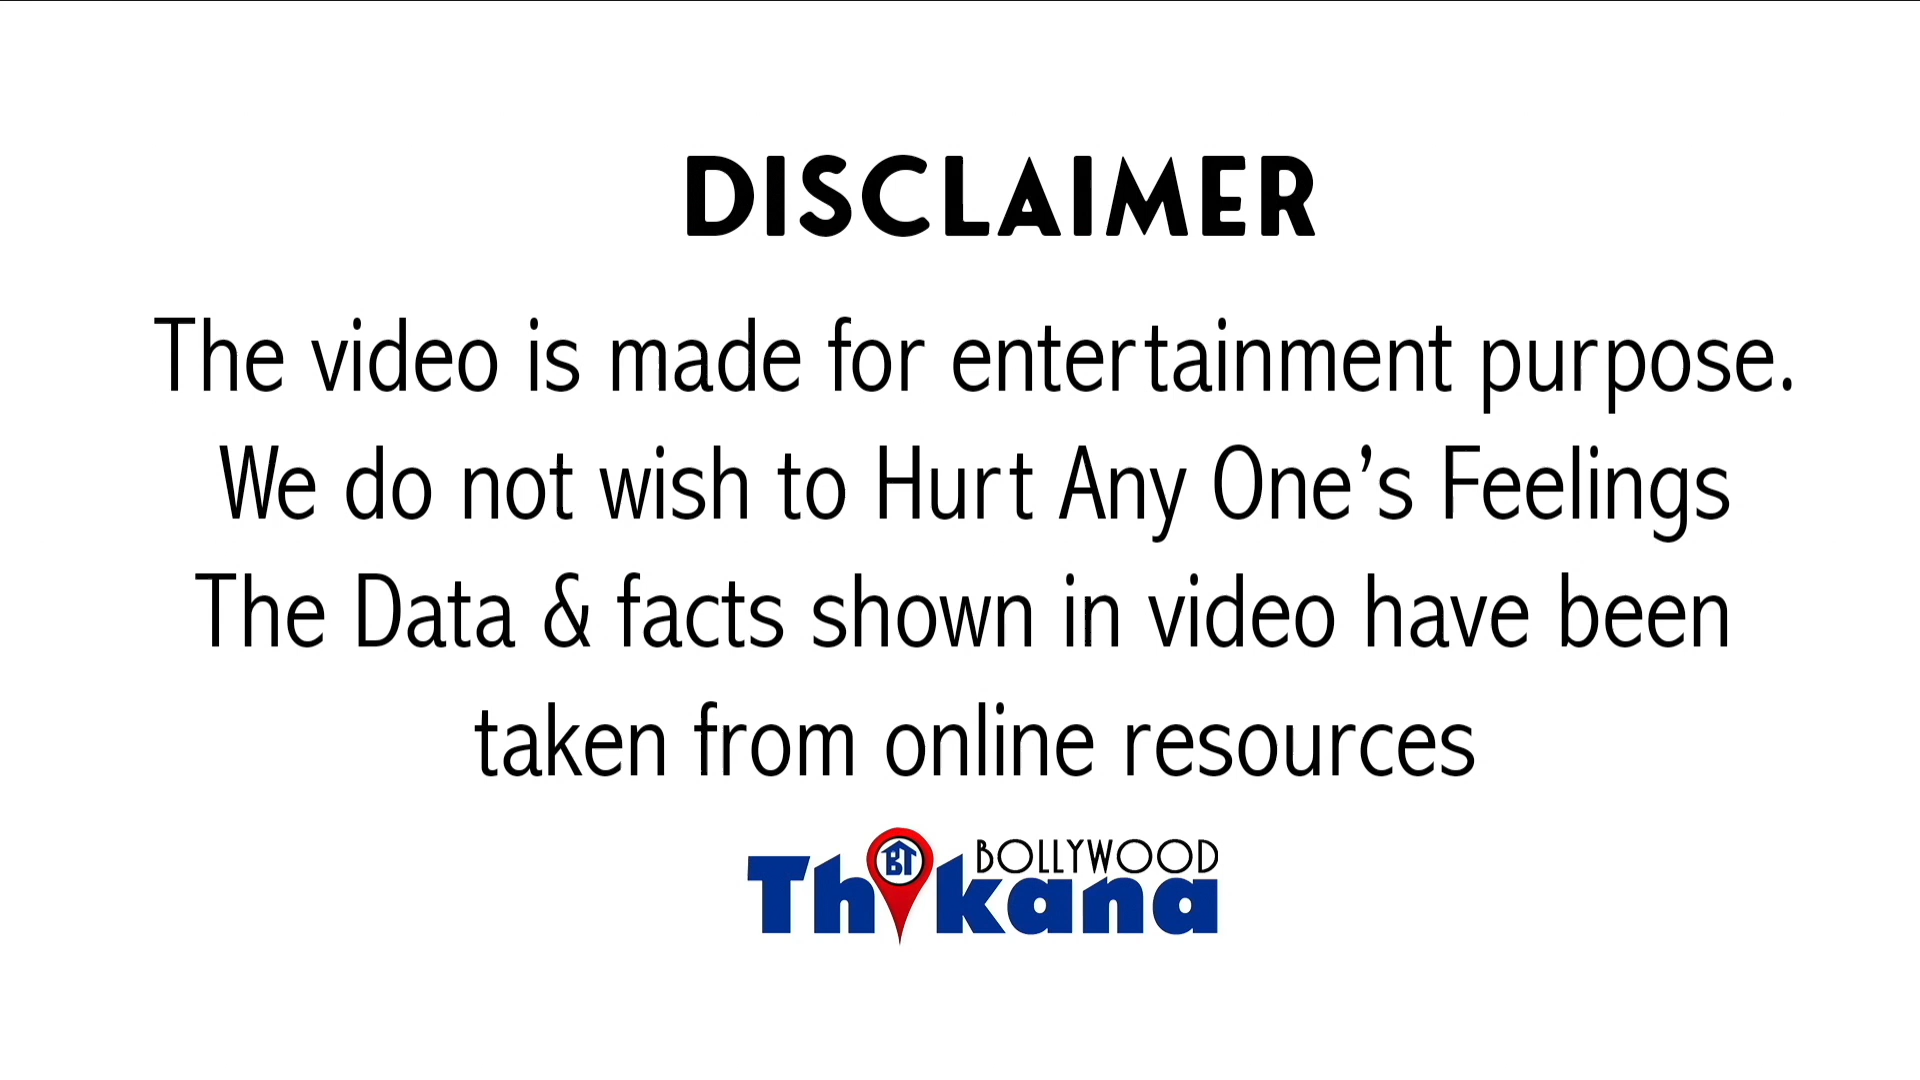 DISCLAIMER
The video is made for entertainment purpose.
We do not wish to Hurt Any One’s Feelings
The Data & facts shown in video have been
taken from online resources
BT
BOLLYWOOD
Thikana